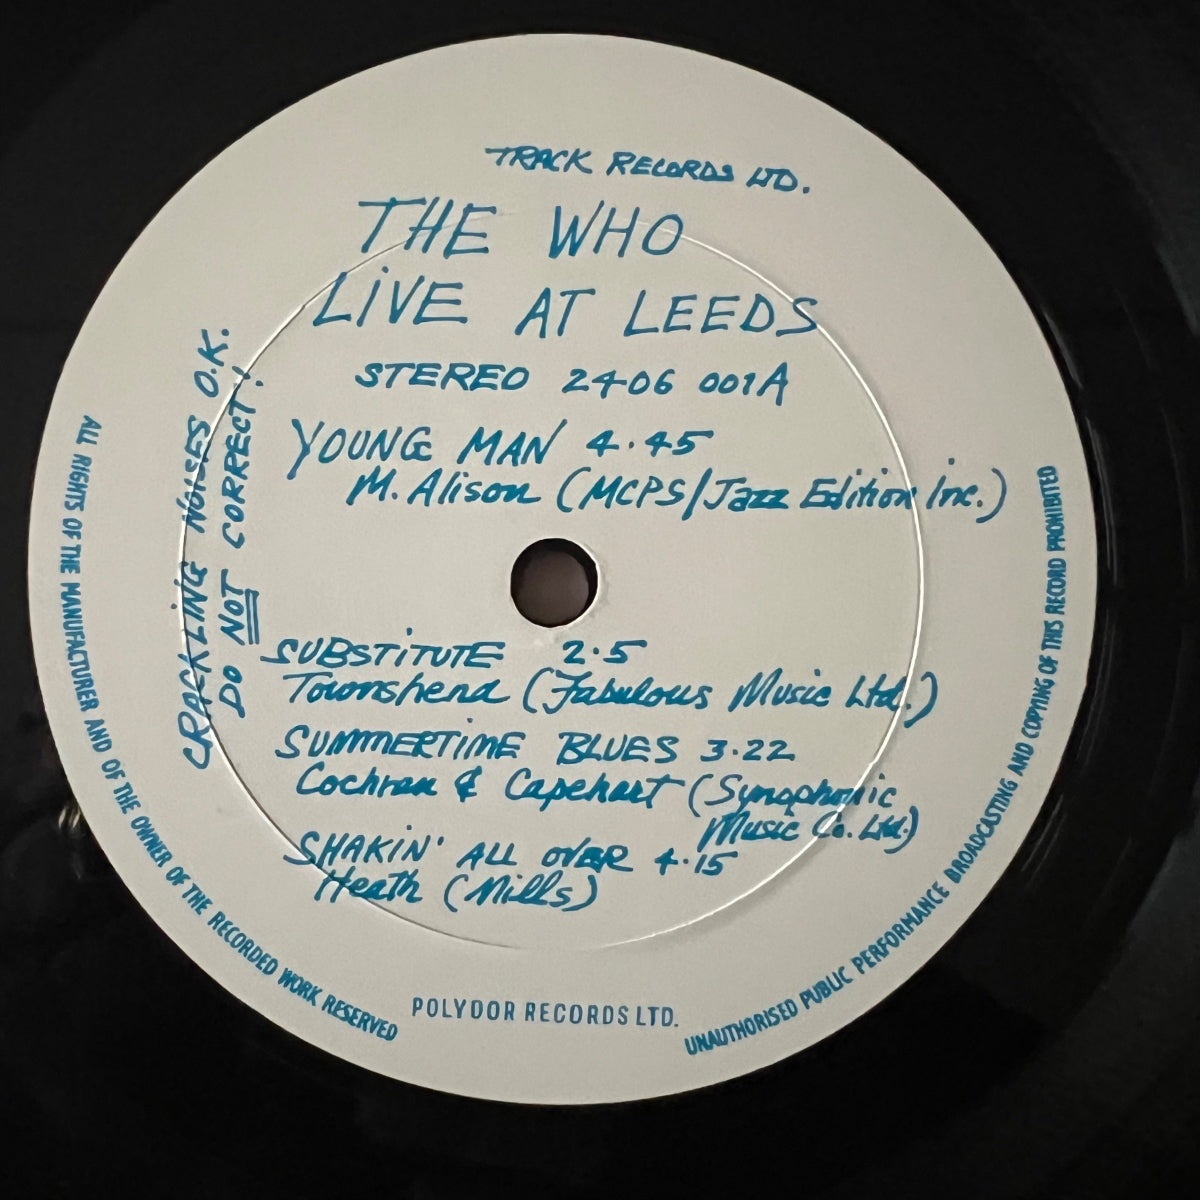 TRACK RECORDS LTD.
THE WHO
LiVE AT LEEDS
STEREO 2406 001A
YOUNG MAN 4.45
M. Alison (MCPS/Jazz Edition Inc.)
SUBSTiTUTE 2.5
Townshend (Fabulous Music Ltd.)
SUMMERTiME BLUES 3.22
Cochran & Capehart (Synophonic
Music Co. Ltd.)
SHAKiN' ALL OVER 4.15
Heath (Mills)
CRACKLiNG NOiSES O.K.
DO NOT CORRECT!
ALL RIGHTS OF THE MANUFACTURER AND OF THE OWNER OF THE RECORDED WORK RESERVED
POLYDOR RECORDS LTD.
UNAUTHORISED PUBLIC PERFORMANCE BROADCASTING AND COPYING OF THIS RECORD PROHIBITED